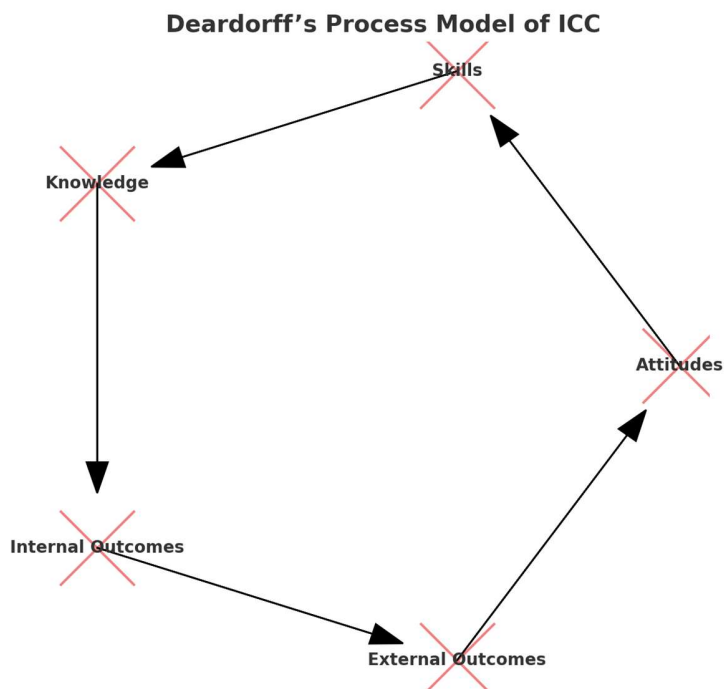 Deardorff’s Process Model of ICC
Skills
Knowledge
Attitudes
Internal Outcomes
External Outcomes